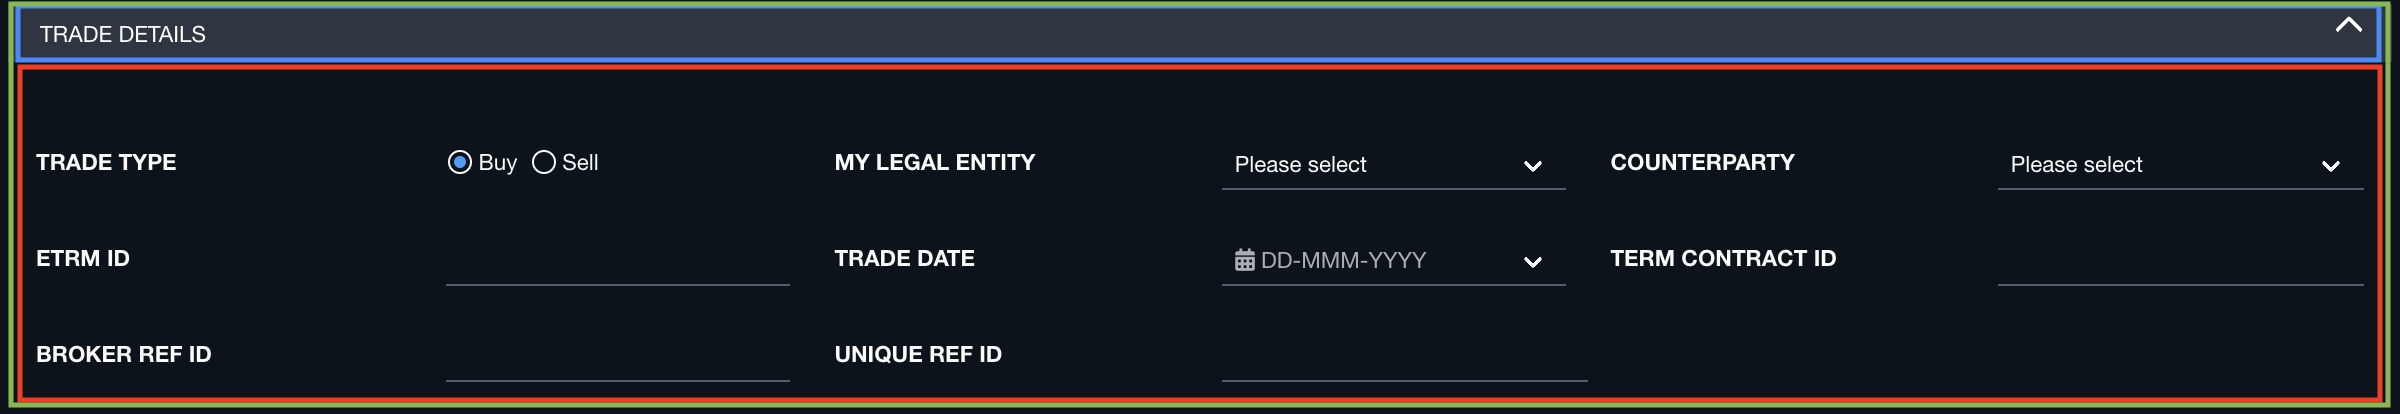 TRADE DETAILS
TRADE TYPE Buy Sell MY LEGAL ENTITY Please select COUNTERPARTY Please select
ETRM ID TRADE DATE DD-MMM-YYYY TERM CONTRACT ID
BROKER REF ID UNIQUE REF ID